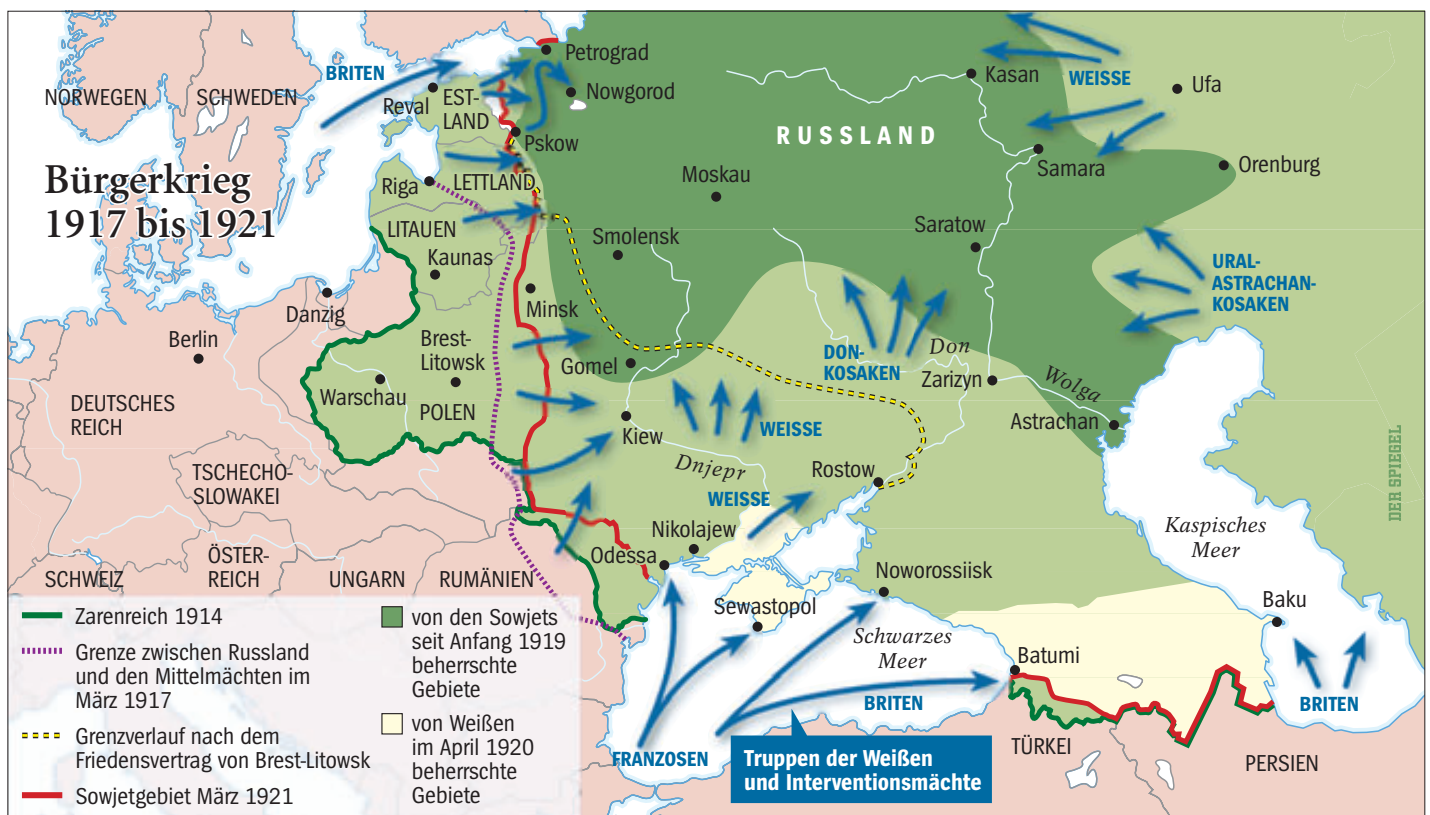 Bürgerkrieg
1917 bis 1921
NORWEGEN
SCHWEDEN
BRITEN
Reval
EST-
LAND
Petrograd
Nowgorod
Pskow
Riga
LETTLAND
LITAUEN
Kaunas
Danzig
Berlin
DEUTSCHES
REICH
Warschau
Brest-
Litowsk
POLEN
Minsk
Smolensk
Moskau
RUSSLAND
Kasan
WEISSE
Ufa
Samara
Orenburg
Saratow
URAL-
ASTRACHAN-
KOSAKEN
DON-
KOSAKEN
Don
Zarizyn
Wolga
Astrachan
Gomel
Kiew
WEISSE
Dnjepr
WEISSE
Rostow
TSCHECHO-
SLOWAKEI
ÖSTER-
REICH
SCHWEIZ
UNGARN
RUMÄNIEN
Nikolajew
Odessa
Sewastopol
Noworossiisk
Schwarzes
Meer
Kaspisches
Meer
Baku
Batumi
BRITEN
BRITEN
FRANZOSEN
TÜRKEI
PERSIEN
Truppen der Weißen
und Interventionsmächte
Zarenreich 1914
Grenze zwischen Russland
und den Mittelmächten im
März 1917
Grenzverlauf nach dem
Friedensvertrag von Brest-Litowsk
Sowjetgebiet März 1921
von den Sowjets
seit Anfang 1919
beherrschte
Gebiete
von Weißen
im April 1920
beherrschte
Gebiete
DER SPIEGEL